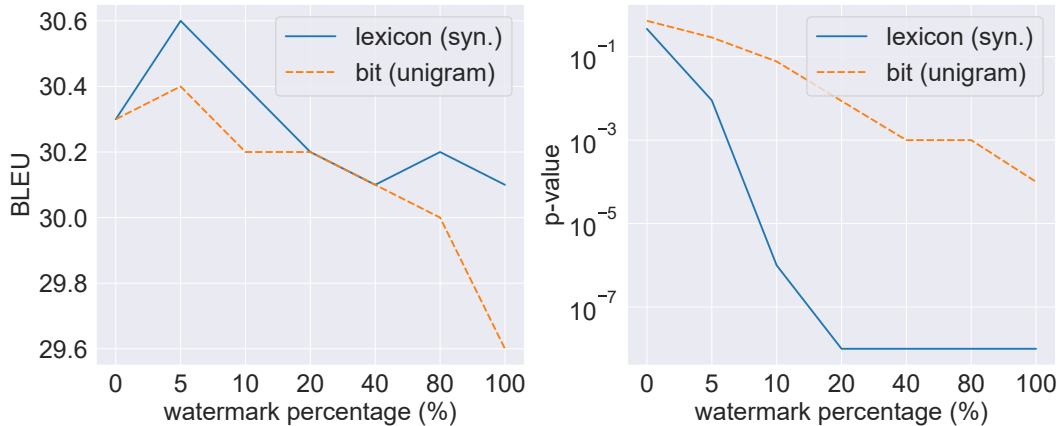 30.6
30.4
30.2
30.0
29.8
29.6
BLEU
lexicon (syn.)
bit (unigram)
0 5 10 20 40 80 100
watermark percentage (%)
10⁻¹
10⁻³
10⁻⁵
10⁻⁷
p-value
lexicon (syn.)
bit (unigram)
0 5 10 20 40 80 100
watermark percentage (%)